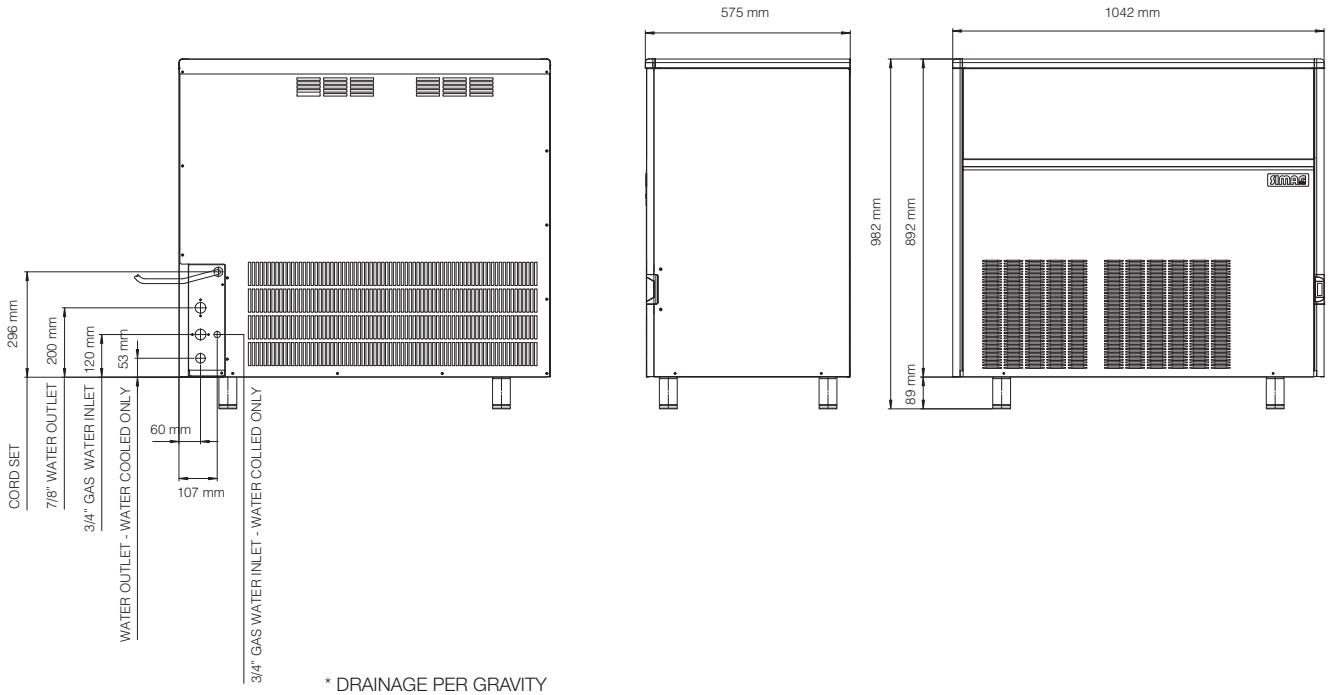 575 mm
1042 mm
SIMAG
982 mm
892 mm
89 mm
296 mm
200 mm
120 mm
53 mm
CORD SET
7/8" WATER OUTLET
3/4" GAS WATER INLET
WATER OUTLET - WATER COOLED ONLY
3/4" GAS WATER INLET - WATER COLLED ONLY
60 mm
107 mm
* DRAINAGE PER GRAVITY